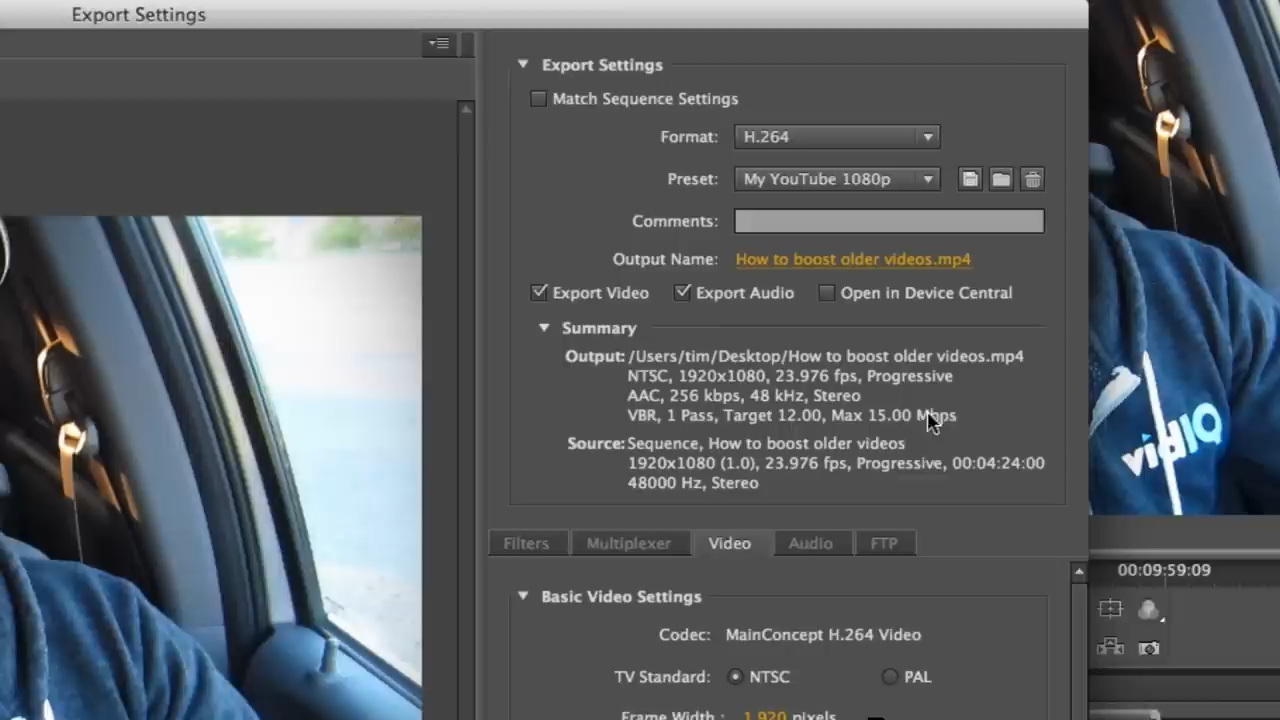 Export Settings
Export Settings
Match Sequence Settings
Format: H.264
Preset: My YouTube 1080p
Comments:
Output Name: How to boost older videos.mp4
Export Video Export Audio Open in Device Central
Summary
Output: /Users/tim/Desktop/How to boost older videos.mp4
NTSC, 1920x1080, 23.976 fps, Progressive
AAC, 256 kbps, 48 kHz, Stereo
VBR, 1 Pass, Target 12.00, Max 15.00 Mbps
Source: Sequence, How to boost older videos
1920x1080 (1.0), 23.976 fps, Progressive, 00:04:24:00
48000 Hz, Stereo
vidIQ
Filters Multiplexer Video Audio FTP
00:09:59:09
Basic Video Settings
Codec: MainConcept H.264 Video
TV Standard: NTSC PAL
Frame Width: 1,920 pixels